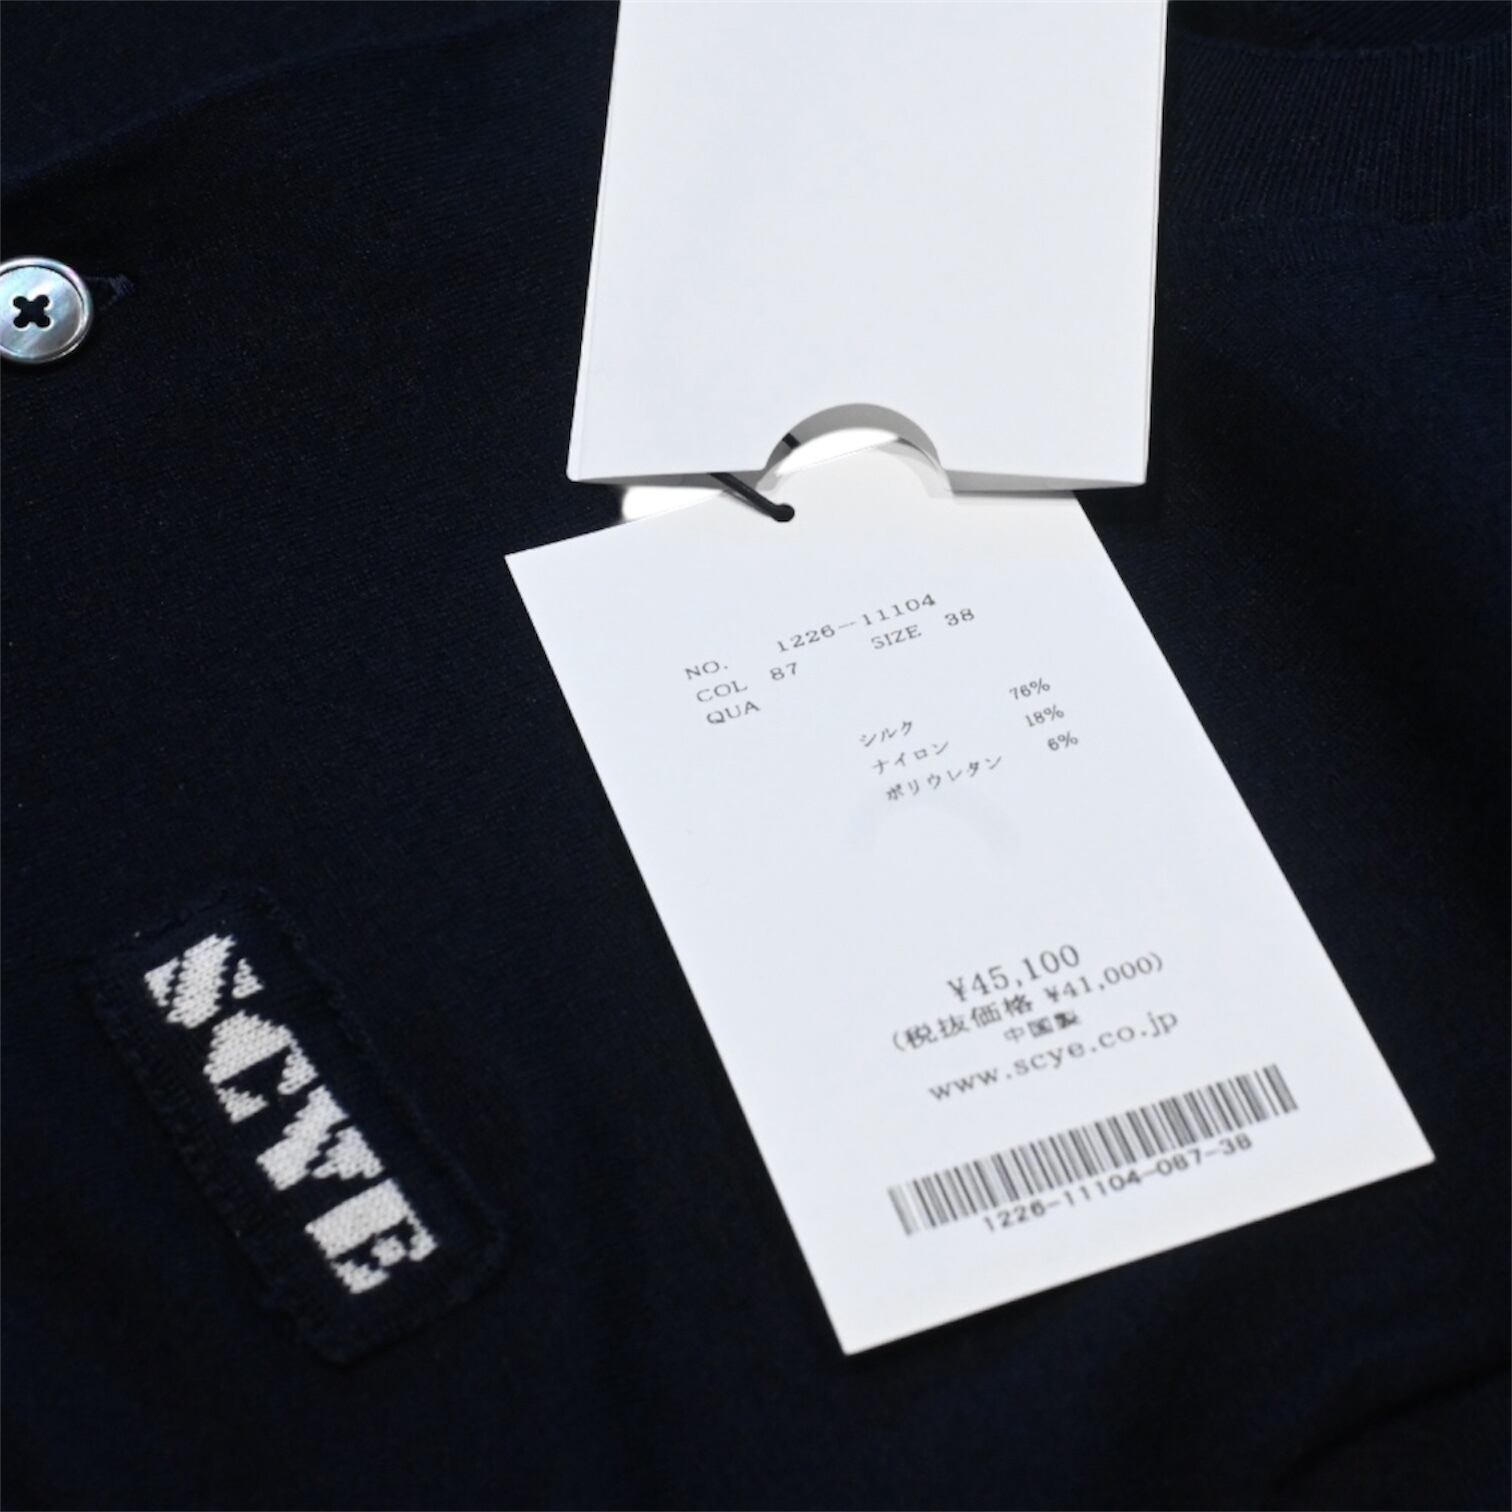 NO. 1226-11104
COL 87 SIZE 38
QUA
シルク 76%
ナイロン 18%
ポリウレタン 6%
¥45,100
(税抜価格 ¥41,000)
中国製
www.scye.co.jp
1226-11104-087-38
SCYE